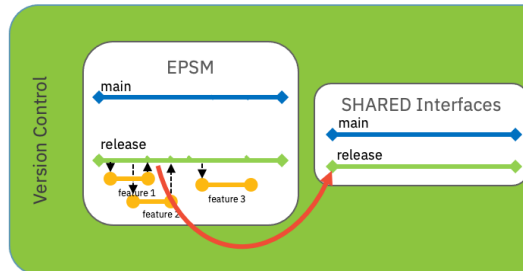 Version Control
EPSM
main
release
feature 1
feature 2
feature 3
SHARED Interfaces
main
release